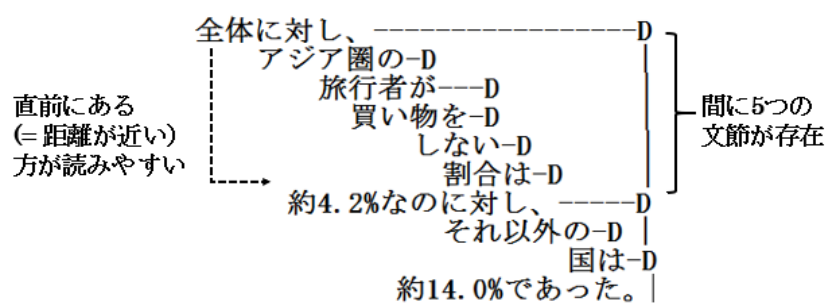 全体に対し、------------------D
アジア圏の-D |
旅行者が---D |
買い物を-D |
しない-D |
割合は-D |
約4.2%なのに対し、-----D
それ以外の-D |
国は-D
約14.0%であった。|
直前にある
(=距離が近い)
方が読みやすい
間に5つの
文節が存在